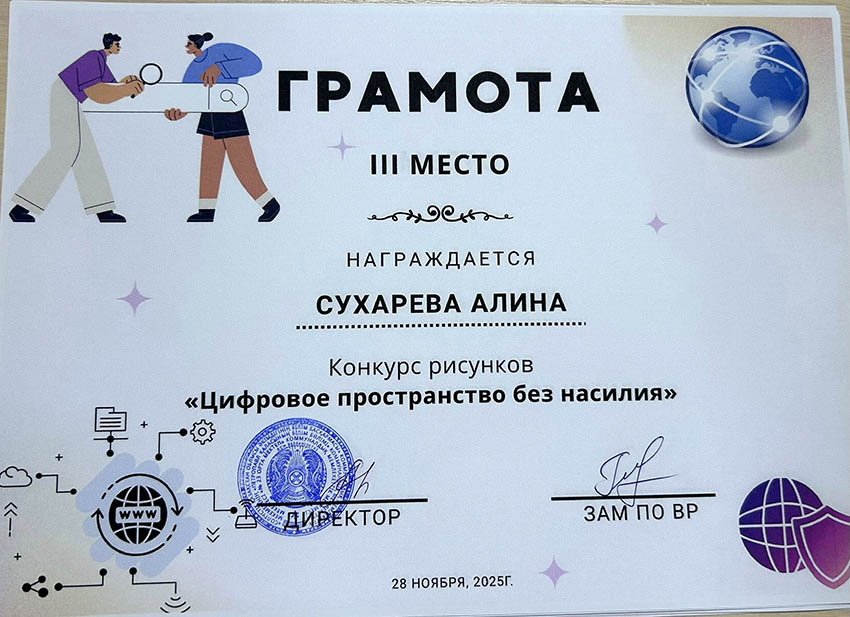 ГРАМОТА
III МЕСТО
НАГРАЖДАЕТСЯ
СУХАРЕВА АЛИНА
Конкурс рисунков
«Цифровое пространство без насилия»
WWW
ДИРЕКТОР
ЗАМ ПО ВР
28 НОЯБРЯ, 2025Г.